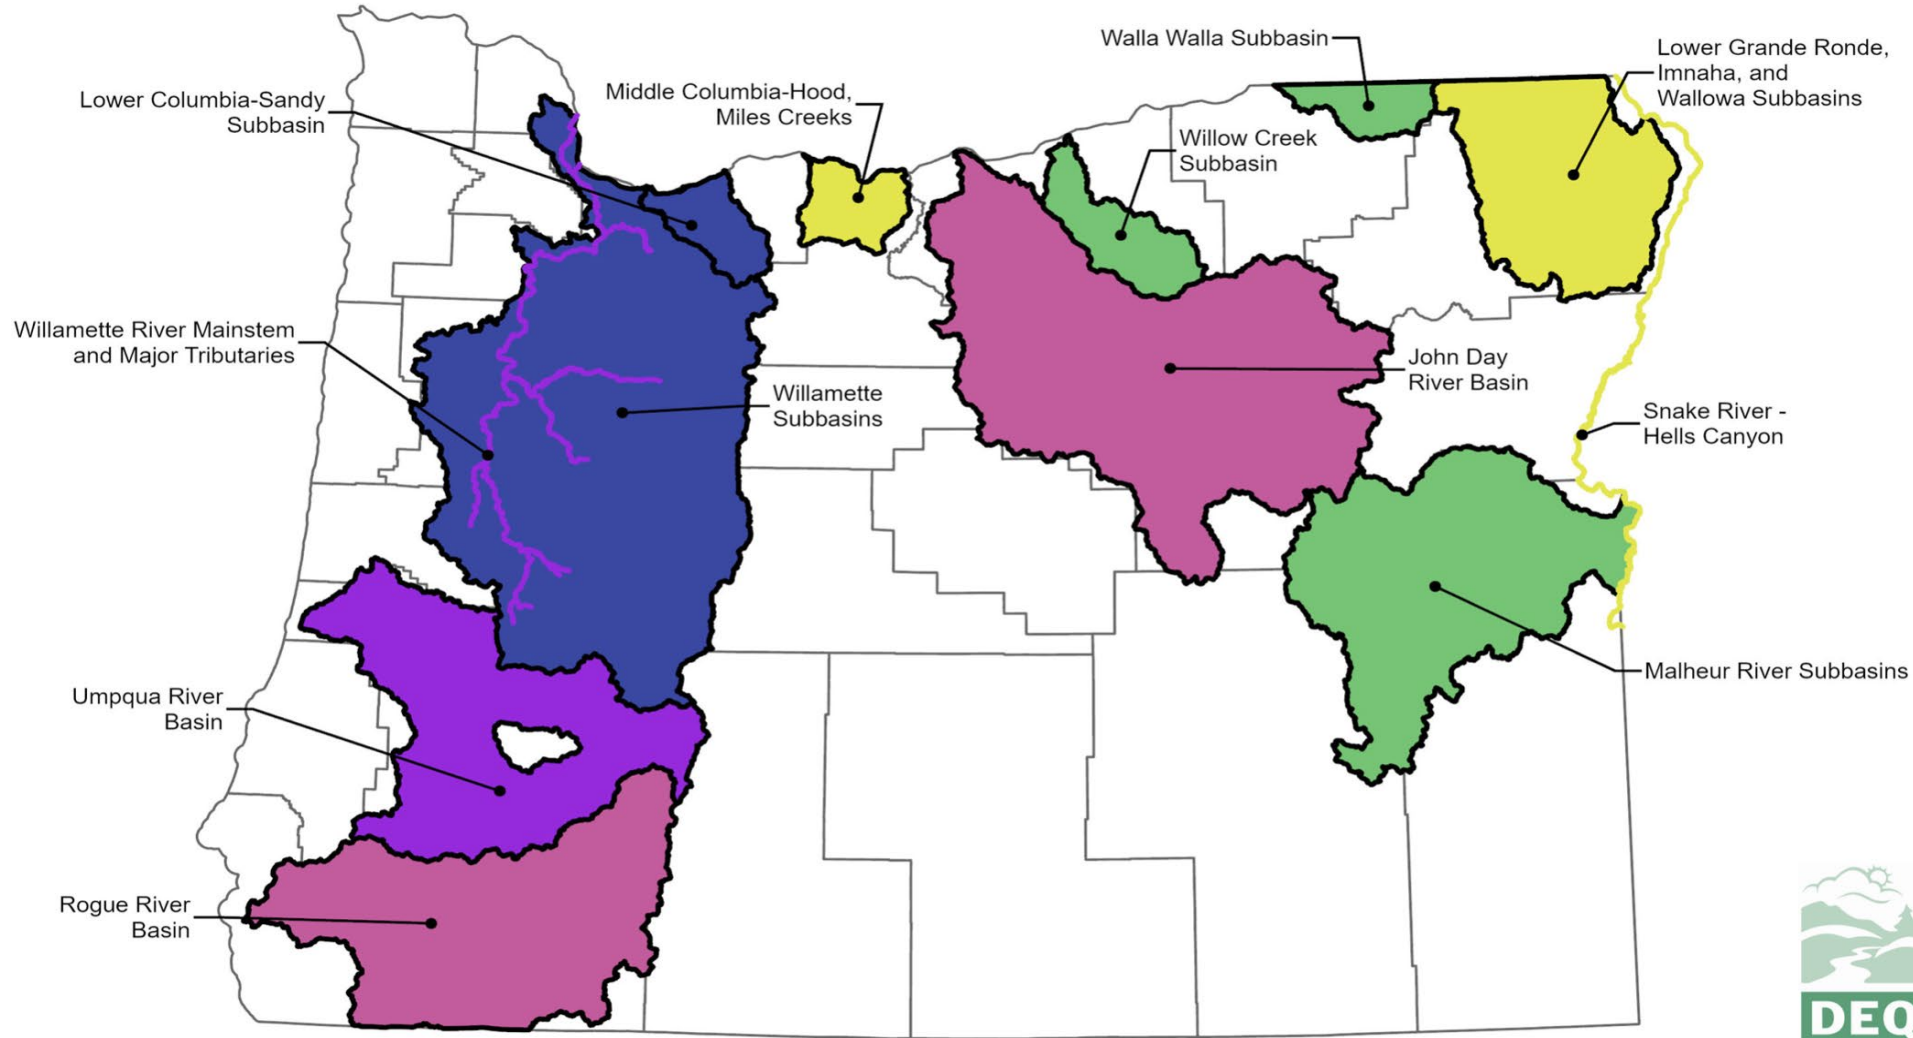 Walla Walla Subbasin
Lower Grande Ronde,
Imnaha, and
Wallowa Subbasins
Lower Columbia-Sandy
Subbasin
Middle Columbia-Hood,
Miles Creeks
Willow Creek
Subbasin
Willamette River Mainstem
and Major Tributaries
Willamette
Subbasins
John Day
River Basin
Snake River -
Hells Canyon
Umpqua River
Basin
Malheur River Subbasins
Rogue River
Basin
DEQ